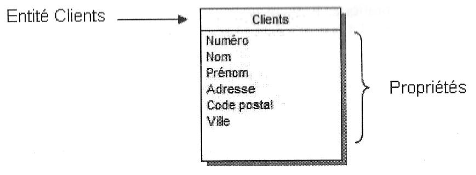 Entité Clients
Clients
Numéro
Nom
Prénom
Adresse
Code postal
Ville
Propriétés